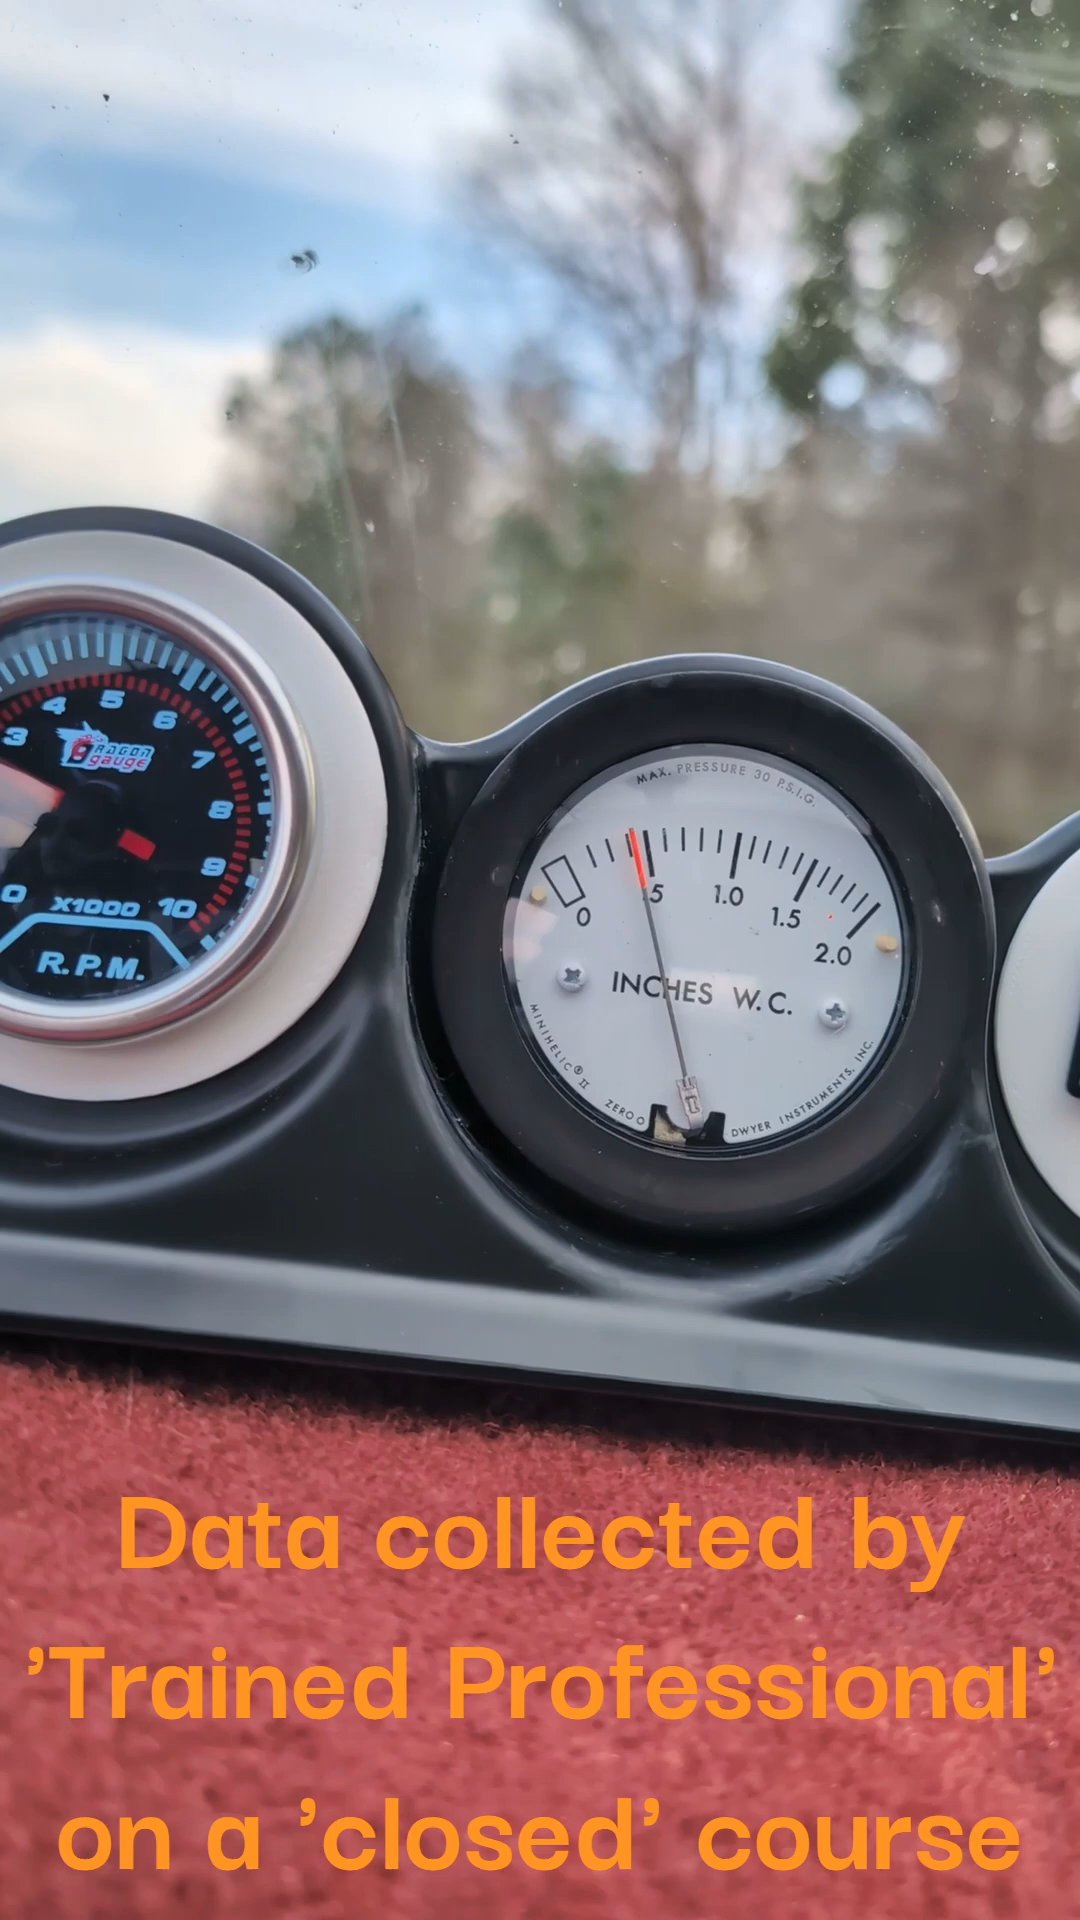 3 4 5 6 7 8 9 10 0
DRAGON
gauge
X1000
R.P.M.
MAX. PRESSURE 30 P.S.I.G.
0 .5 1.0 1.5 2.0
INCHES W.C.
MINIHELIC® II
ZERO
DWYER INSTRUMENTS, INC.
Data collected by
'Trained Professional'
on a 'closed' course